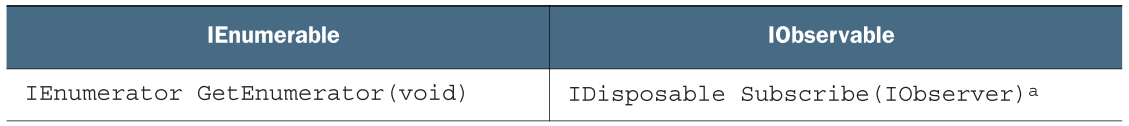 IEnumerable IObservable
IEnumerator GetEnumerator(void) IDisposable Subscribe(IObserver)a